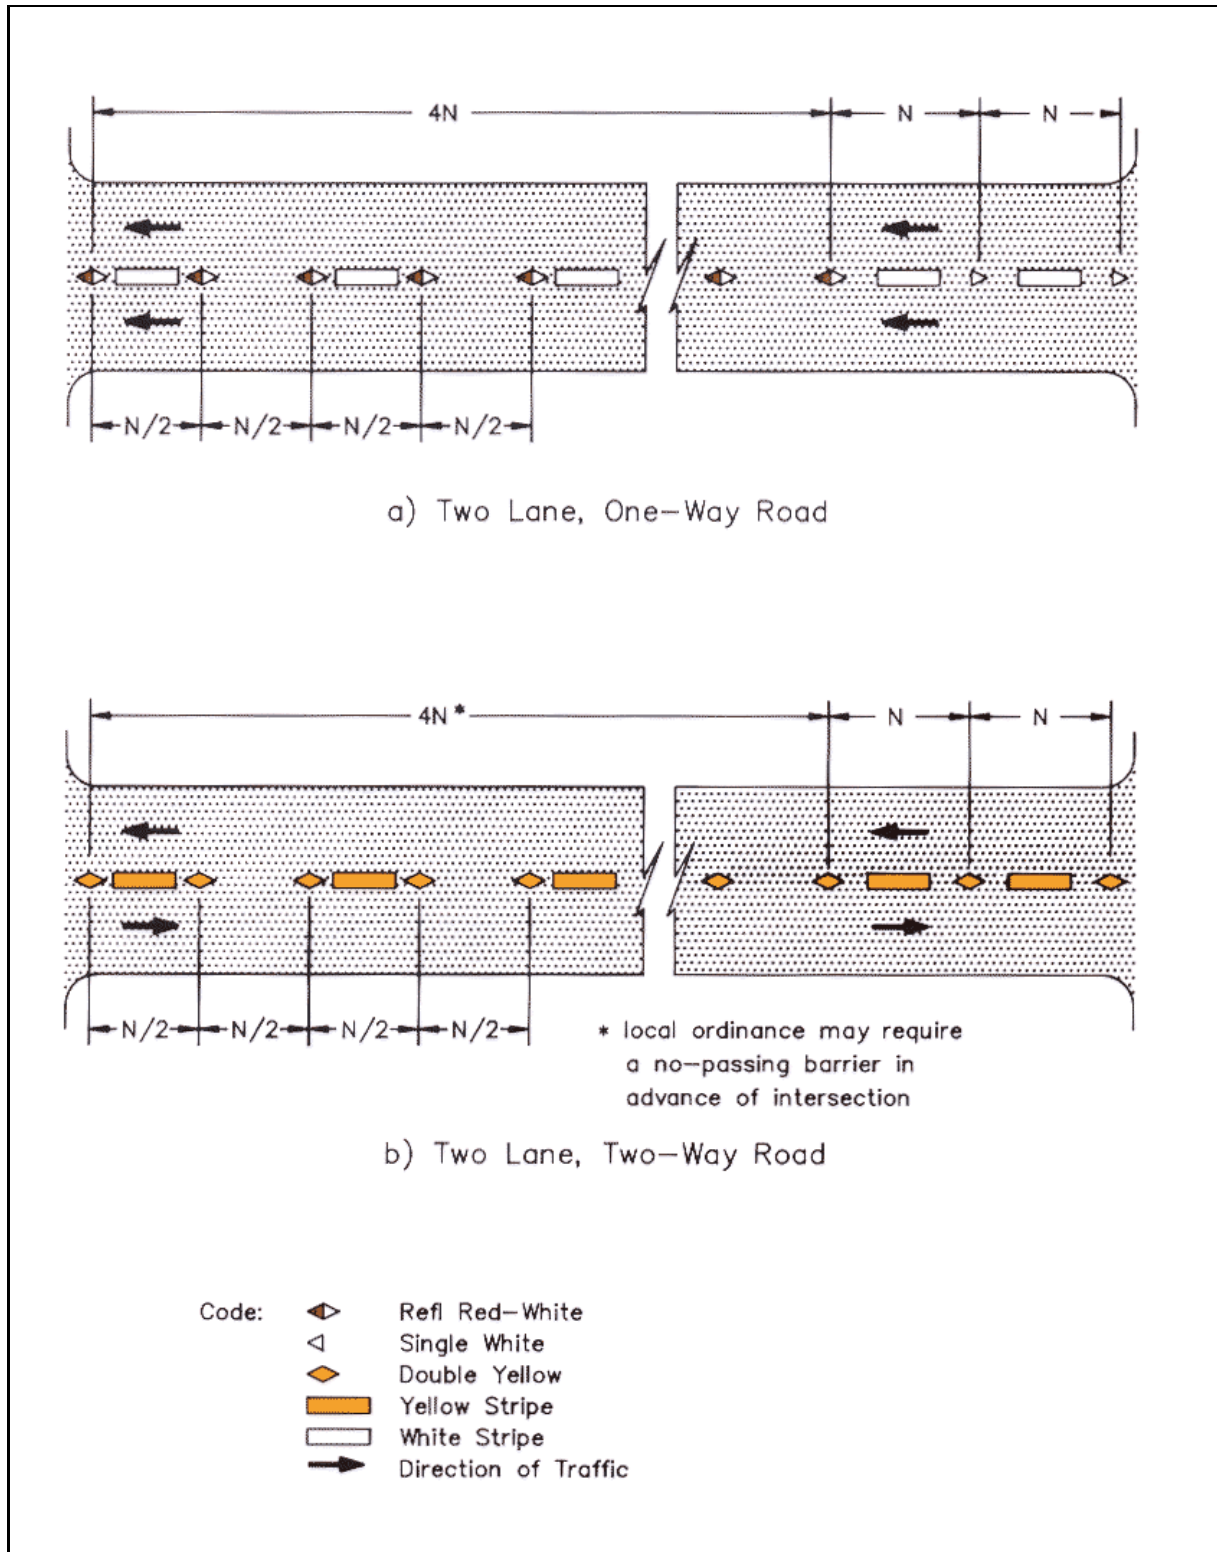 4N N N
N/2 N/2 N/2 N/2
a) Two Lane, One-Way Road
4N* N N
N/2 N/2 N/2 N/2
* local ordinance may require
a no-passing barrier in
advance of intersection
b) Two Lane, Two-Way Road
Code: Refl Red-White
Single White
Double Yellow
Yellow Stripe
White Stripe
Direction of Traffic